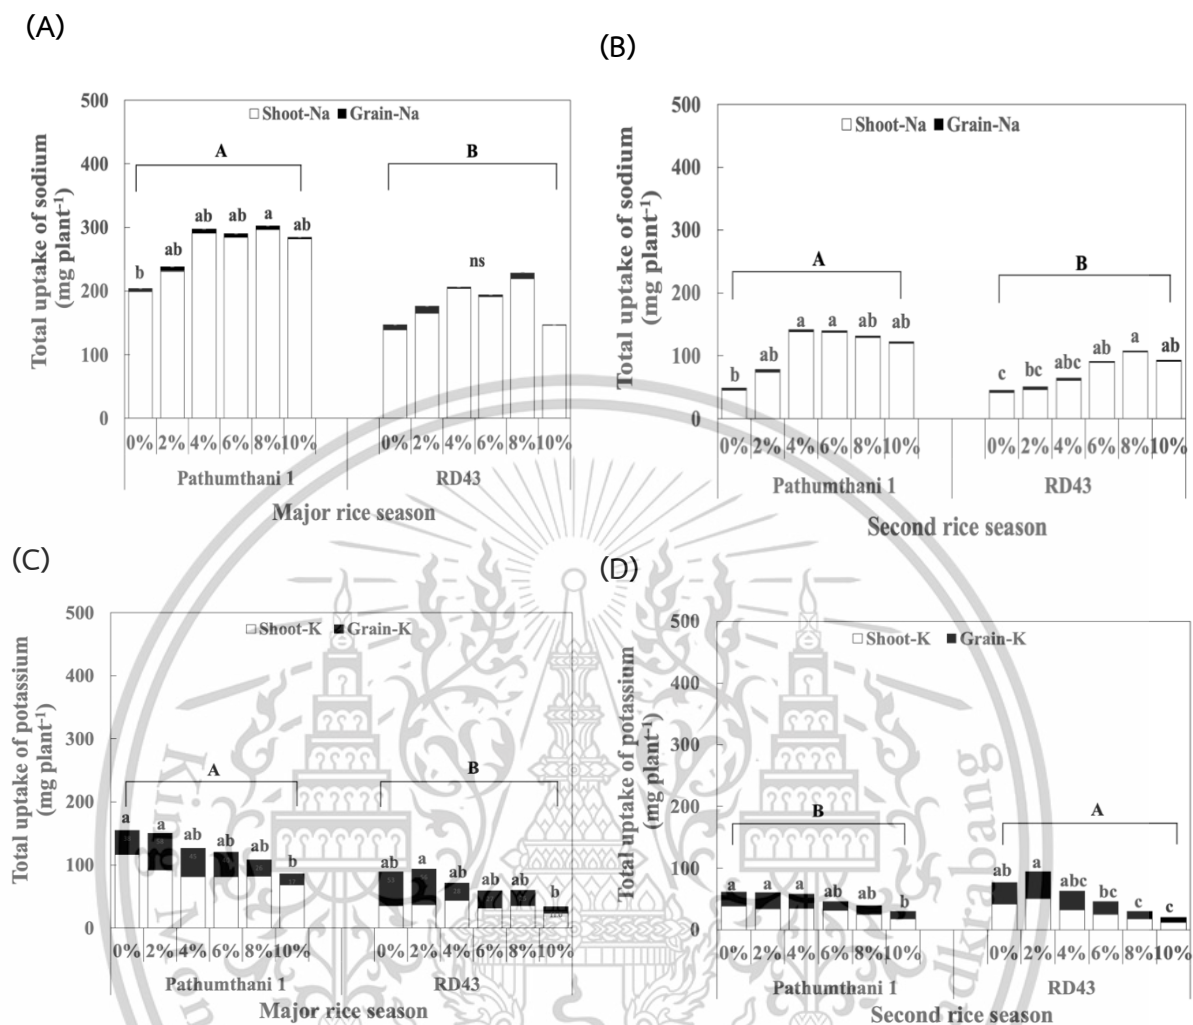 (A)
500
400
300
200
100
0
Total uptake of sodium
(mg plant⁻¹)
Shoot-Na Grain-Na
A
B
b ab ab ab a ab
ns
0% 2% 4% 6% 8% 10%
0% 2% 4% 6% 8% 10%
Pathumthani 1
RD43
Major rice season
(B)
500
400
300
200
100
0
Total uptake of sodium
(mg plant⁻¹)
Shoot-Na Grain-Na
A
B
b ab a a ab ab
c bc abc ab a ab
0% 2% 4% 6% 8% 10%
0% 2% 4% 6% 8% 10%
Pathumthani 1
RD43
Second rice season
(C)
500
400
300
200
100
0
Total uptake of potassium
(mg plant⁻¹)
Shoot-K Grain-K
A
B
a a ab ab ab b
ab a ab ab ab b
0% 2% 4% 6% 8% 10%
0% 2% 4% 6% 8% 10%
Pathumthani 1
RD43
Major rice season
(D)
500
400
300
200
100
0
Total uptake of potassium
(mg plant⁻¹)
Shoot-K Grain-K
B
A
a a a ab ab b
ab a abc bc c c
0% 2% 4% 6% 8% 10%
0% 2% 4% 6% 8% 10%
Pathumthani 1
RD43
Second rice season